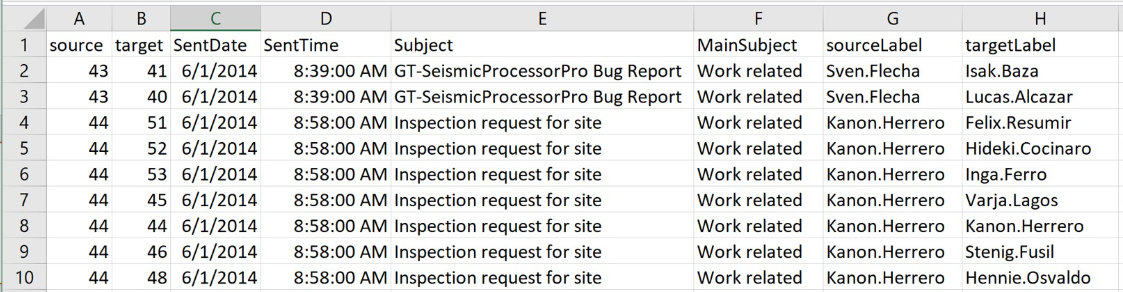 A B C D E F G H
1 source target SentDate SentTime Subject MainSubject sourceLabel targetLabel
2 43 41 6/1/2014 8:39:00 AM GT-SeismicProcessorPro Bug Report Work related Sven.Flecha Isak.Baza
3 43 40 6/1/2014 8:39:00 AM GT-SeismicProcessorPro Bug Report Work related Sven.Flecha Lucas.Alcazar
4 44 51 6/1/2014 8:58:00 AM Inspection request for site Work related Kanon.Herrero Felix.Resumir
5 44 52 6/1/2014 8:58:00 AM Inspection request for site Work related Kanon.Herrero Hideki.Cocinaro
6 44 53 6/1/2014 8:58:00 AM Inspection request for site Work related Kanon.Herrero Inga.Ferro
7 44 45 6/1/2014 8:58:00 AM Inspection request for site Work related Kanon.Herrero Varja.Lagos
8 44 44 6/1/2014 8:58:00 AM Inspection request for site Work related Kanon.Herrero Kanon.Herrero
9 44 46 6/1/2014 8:58:00 AM Inspection request for site Work related Kanon.Herrero Stenig.Fusil
10 44 48 6/1/2014 8:58:00 AM Inspection request for site Work related Kanon.Herrero Hennie.Osvaldo